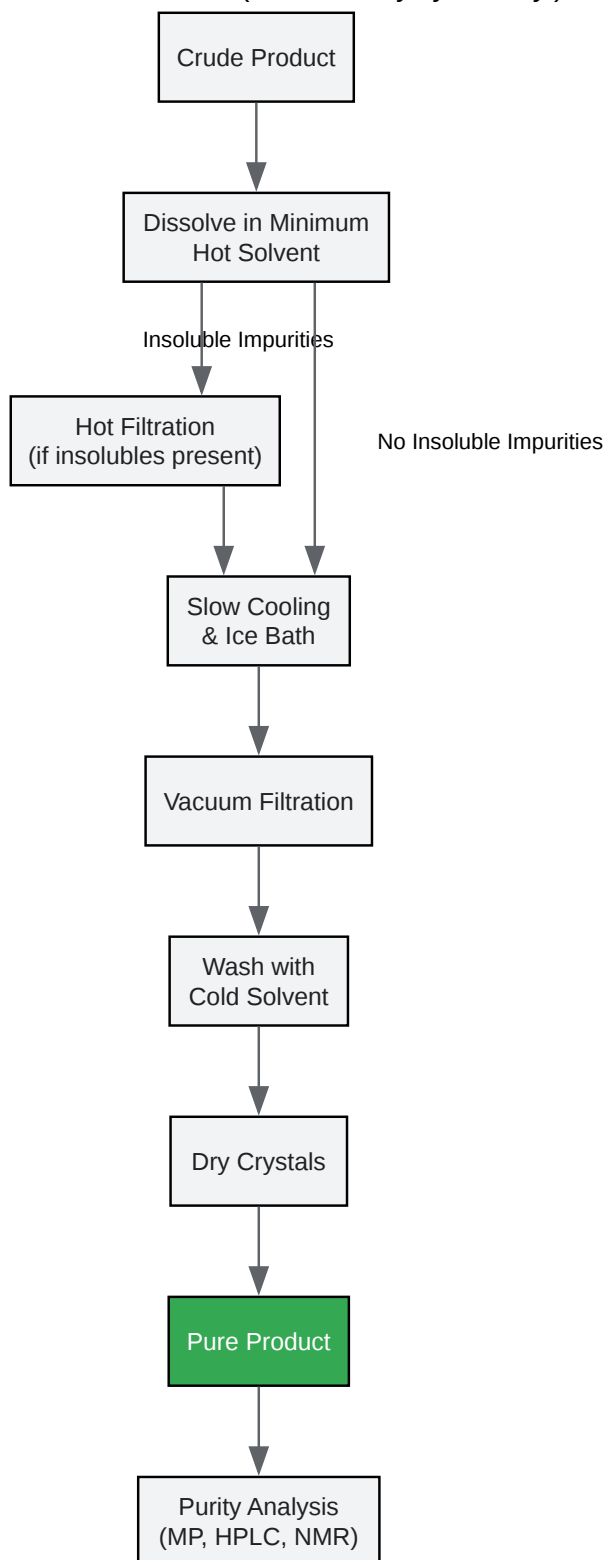 Crude Product
Dissolve in Minimum
Hot Solvent
Insoluble Impurities
Hot Filtration
(if insolubles present)
No Insoluble Impurities
Slow Cooling
& Ice Bath
Vacuum Filtration
Wash with
Cold Solvent
Dry Crystals
Pure Product
Purity Analysis
(MP, HPLC, NMR)